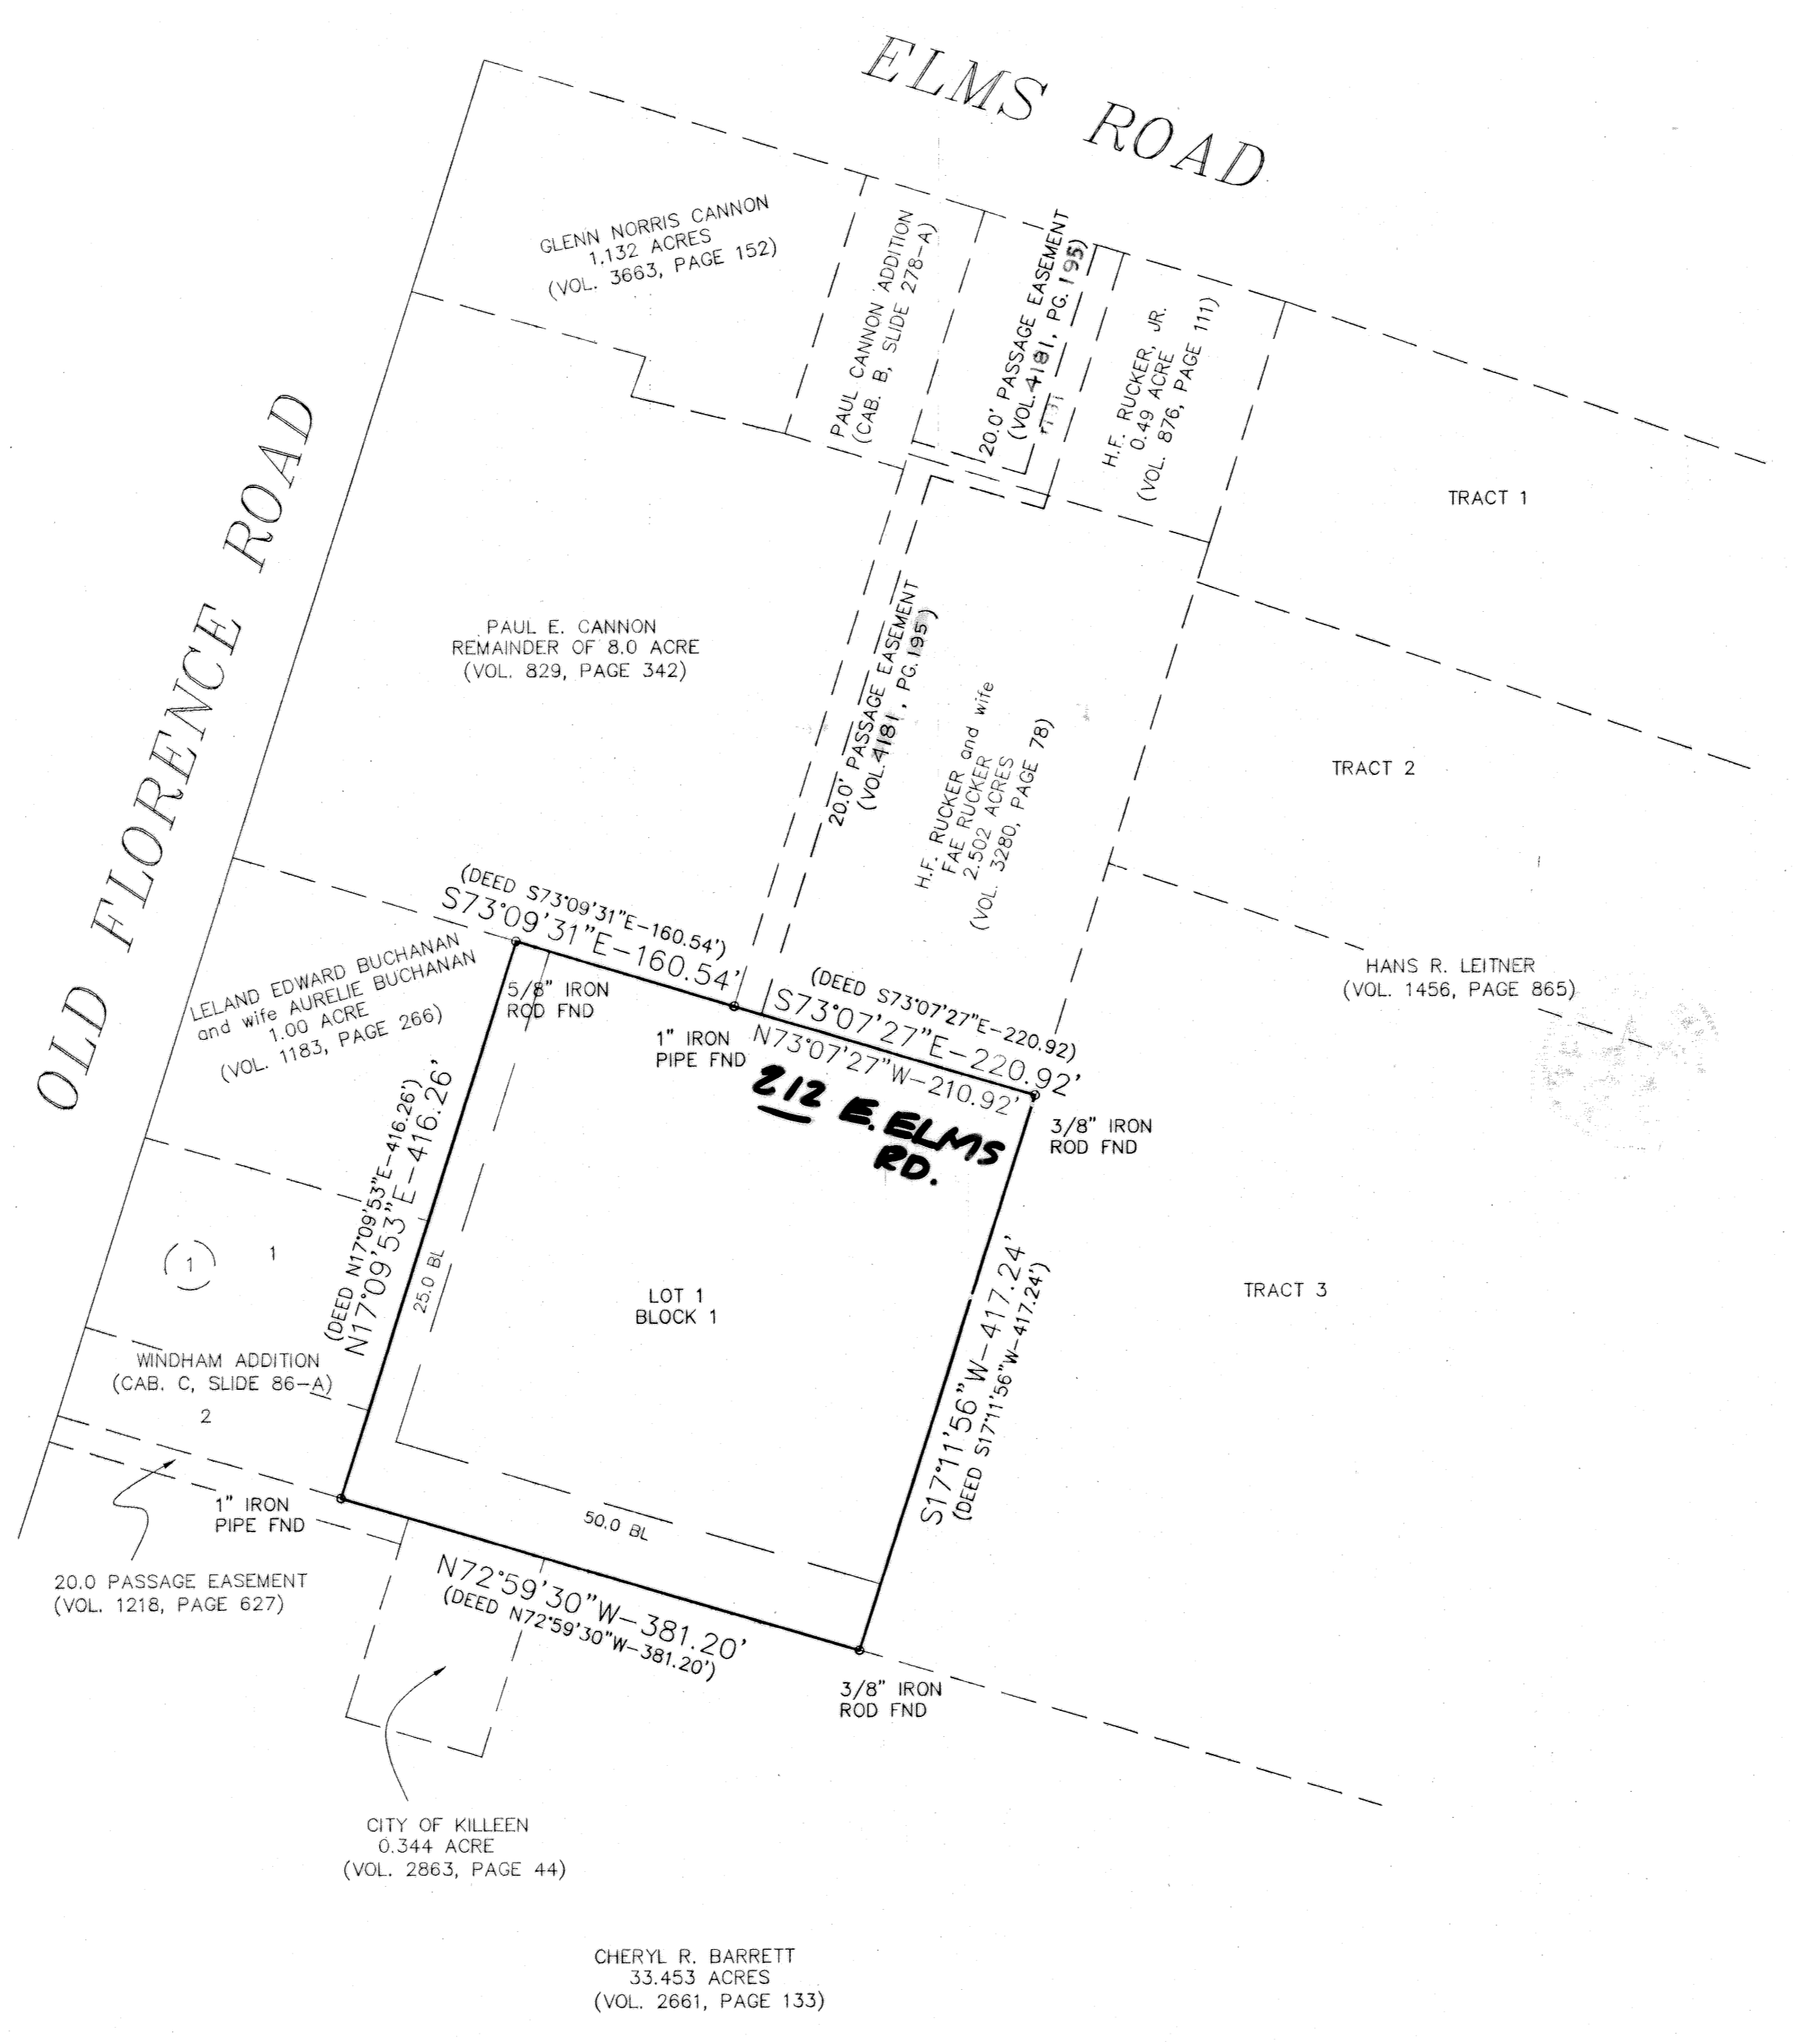 ELMS ROAD
GLENN NORRIS CANNON
1.132 ACRES
(VOL. 3663, PAGE 152)
PAUL CANNON ADDITION
(CAB. B, SLIDE 278-A)
20.0' PASSAGE EASEMENT
(VOL. 4181, PG. 195)
H.F. RUCKER, JR.
0.49 ACRE
(VOL. 876, PAGE 111)
TRACT 1
OLD FLORENCE ROAD
PAUL E. CANNON
REMAINDER OF 8.0 ACRE
(VOL. 829, PAGE 342)
20.0' PASSAGE EASEMENT
(VOL. 4181, PG. 195)
H.F. RUCKER and wife
FAE RUCKER
2.502 ACRES
(VOL. 3280, PAGE 78)
TRACT 2
HANS R. LEITNER
(VOL. 1456, PAGE 865)
(DEED S73°09'31"E-160.54')
S73°09'31"E-160.54'
(DEED S73°07'27"E-220.92)
S73°07'27"E-220.92'
N73°07'27"W-210.92'
LELAND EDWARD BUCHANAN
and wife AURELIE BUCHANAN
1.00 ACRE
(VOL. 1183, PAGE 266)
5/8" IRON
ROD FND
1" IRON
PIPE FND
212 E. ELMS
RD.
3/8" IRON
ROD FND
(DEED N17°09'53"E-416.26')
N17°09'53"E-416.26'
25.0 BL
1
1
LOT 1
BLOCK 1
TRACT 3
S17°11'56"W-417.24'
(DEED S17°11'56"W-417.24')
WINDHAM ADDITION
(CAB. C, SLIDE 86-A)
2
1" IRON
PIPE FND
50.0 BL
20.0 PASSAGE EASEMENT
(VOL. 1218, PAGE 627)
N72°59'30"W-381.20'
(DEED N72°59'30"W-381.20')
3/8" IRON
ROD FND
CITY OF KILLEEN
0.344 ACRE
(VOL. 2863, PAGE 44)
CHERYL R. BARRETT
33.453 ACRES
(VOL. 2661, PAGE 133)